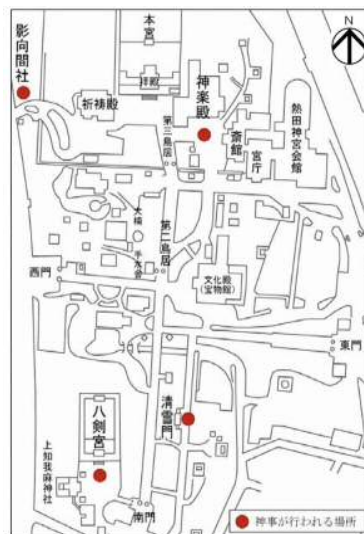 本宮
N
影向間社
拝殿
神楽殿
祈祷殿
第三鳥居
斎館
宮庁
熱田神宮会館
大楠
手水舎
第二鳥居
西門
文化殿
(宝物館)
東門
八剣宮
清雪門
上知我麻神社
南門
神事が行われる場所